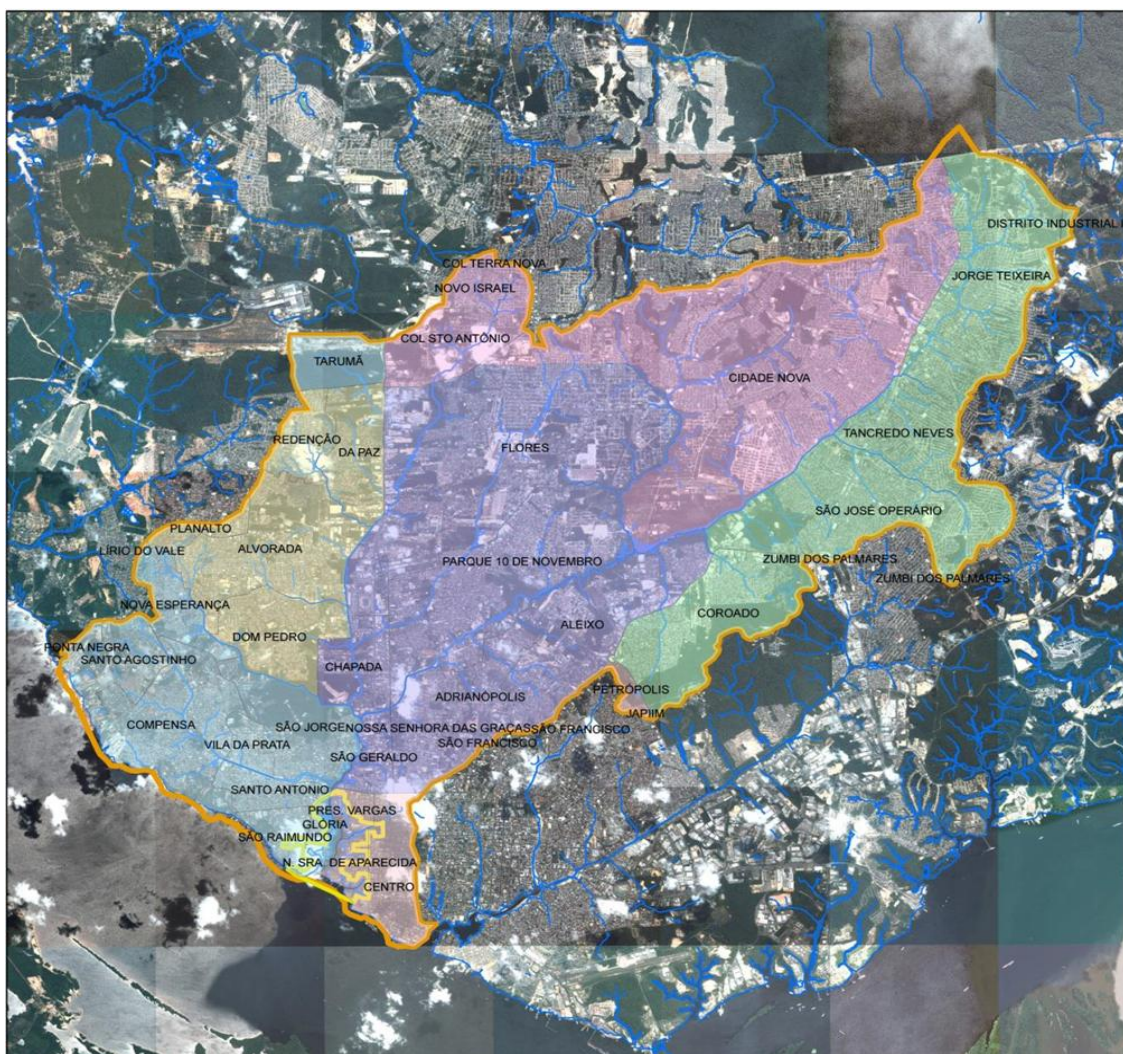 DISTRITO INDUSTRIAL I
COL TERRA NOVA
JORGE TEIXEIRA
NOVO ISRAEL
COL STO ANTÔNIO
TARUMÃ
CIDADE NOVA
TANCREDO NEVES
REDENÇÃO
FLORES
DA PAZ
SÃO JOSÉ OPERÁRIO
PLANALTO
ALVORADA
LÍRIO DO VALE
PARQUE 10 DE NOVEMBRO
ZUMBI DOS PALMARES
ZUMBI DOS PALMARES
NOVA ESPERANÇA
COROADO
ALEIXO
DOM PEDRO
PONTA NEGRA
SANTO AGOSTINHO
CHAPADA
PETRÓPOLIS
ADRIANÓPOLIS
JAPIIM
COMPENSA
SÃO JORGE
NOSSA SENHORA DAS GRAÇAS
SÃO FRANCISCO
VILA DA PRATA
SÃO FRANCISCO
SÃO GERALDO
SANTO ANTONIO
PRES. VARGAS
GLÓRIA
SÃO RAIMUNDO
N. SRA. DE APARECIDA
CENTRO